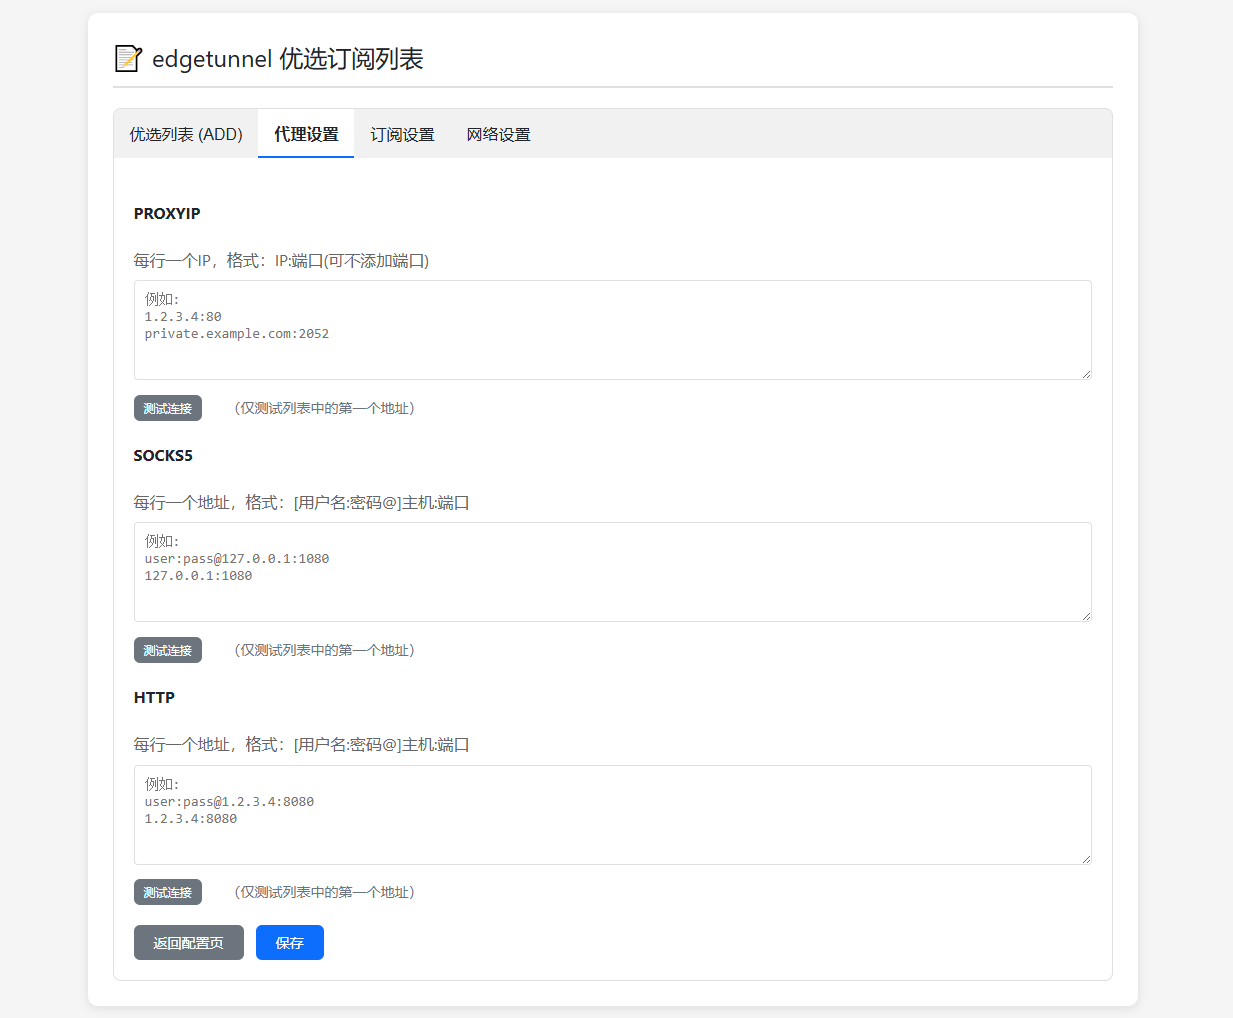 edgetunnel 优选订阅列表
优选列表 (ADD)
代理设置
订阅设置
网络设置
PROXYIP
每行一个IP，格式：IP:端口(可不添加端口)
例如:
1.2.3.4:80
private.example.com:2052
测试连接
（仅测试列表中的第一个地址）
SOCKS5
每行一个地址，格式：[用户名:密码@]主机:端口
例如:
user:pass@127.0.0.1:1080
127.0.0.1:1080
测试连接
（仅测试列表中的第一个地址）
HTTP
每行一个地址，格式：[用户名:密码@]主机:端口
例如:
user:pass@1.2.3.4:8080
1.2.3.4:8080
测试连接
（仅测试列表中的第一个地址）
返回配置页
保存